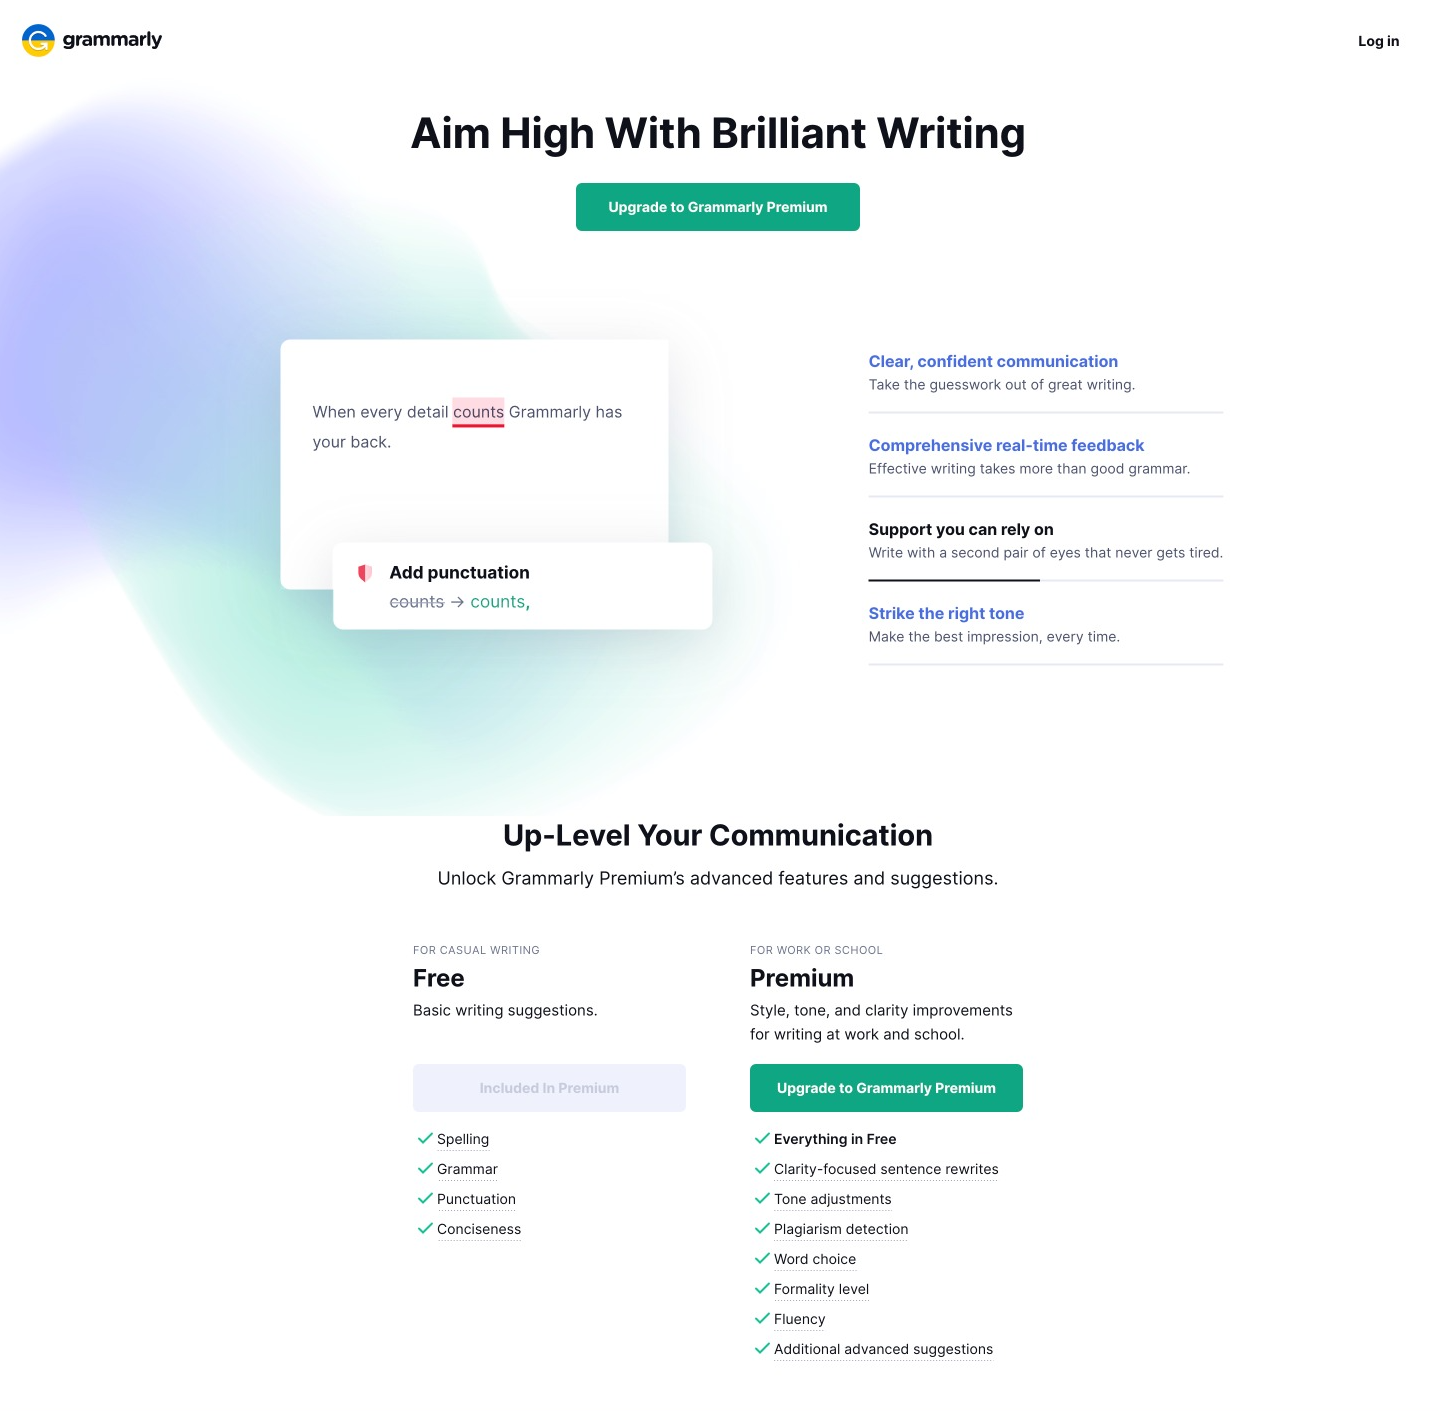 grammarly
Log in
Aim High With Brilliant Writing
Upgrade to Grammarly Premium
When every detail counts Grammarly has
your back.
Add punctuation
counts → counts,
Clear, confident communication
Take the guesswork out of great writing.
Comprehensive real-time feedback
Effective writing takes more than good grammar.
Support you can rely on
Write with a second pair of eyes that never gets tired.
Strike the right tone
Make the best impression, every time.
Up-Level Your Communication
Unlock Grammarly Premium’s advanced features and suggestions.
FOR CASUAL WRITING
Free
Basic writing suggestions.
Included In Premium
Spelling
Grammar
Punctuation
Conciseness
FOR WORK OR SCHOOL
Premium
Style, tone, and clarity improvements
for writing at work and school.
Upgrade to Grammarly Premium
Everything in Free
Clarity-focused sentence rewrites
Tone adjustments
Plagiarism detection
Word choice
Formality level
Fluency
Additional advanced suggestions